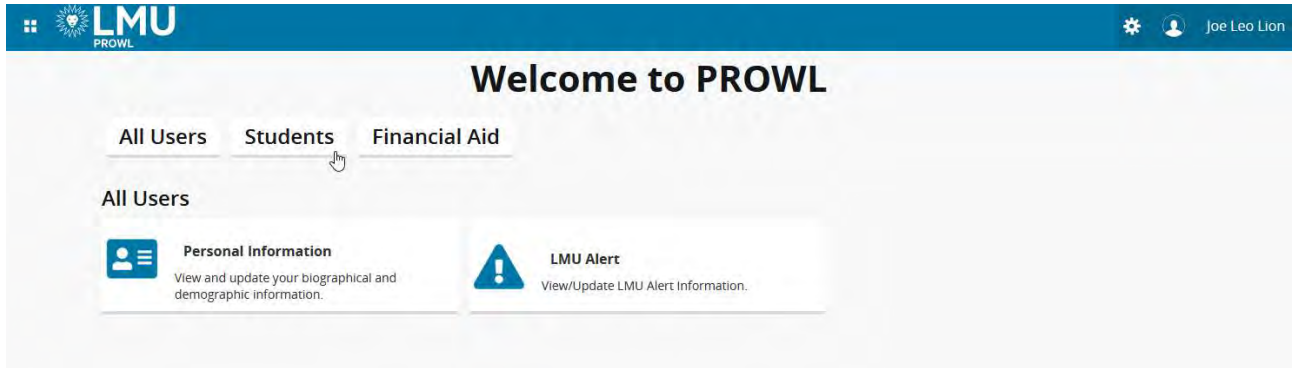 LMU
PROWL
Joe Leo Lion
Welcome to PROWL
All Users Students Financial Aid
All Users
Personal Information
View and update your biographical and
demographic information.
LMU Alert
View/Update LMU Alert Information.